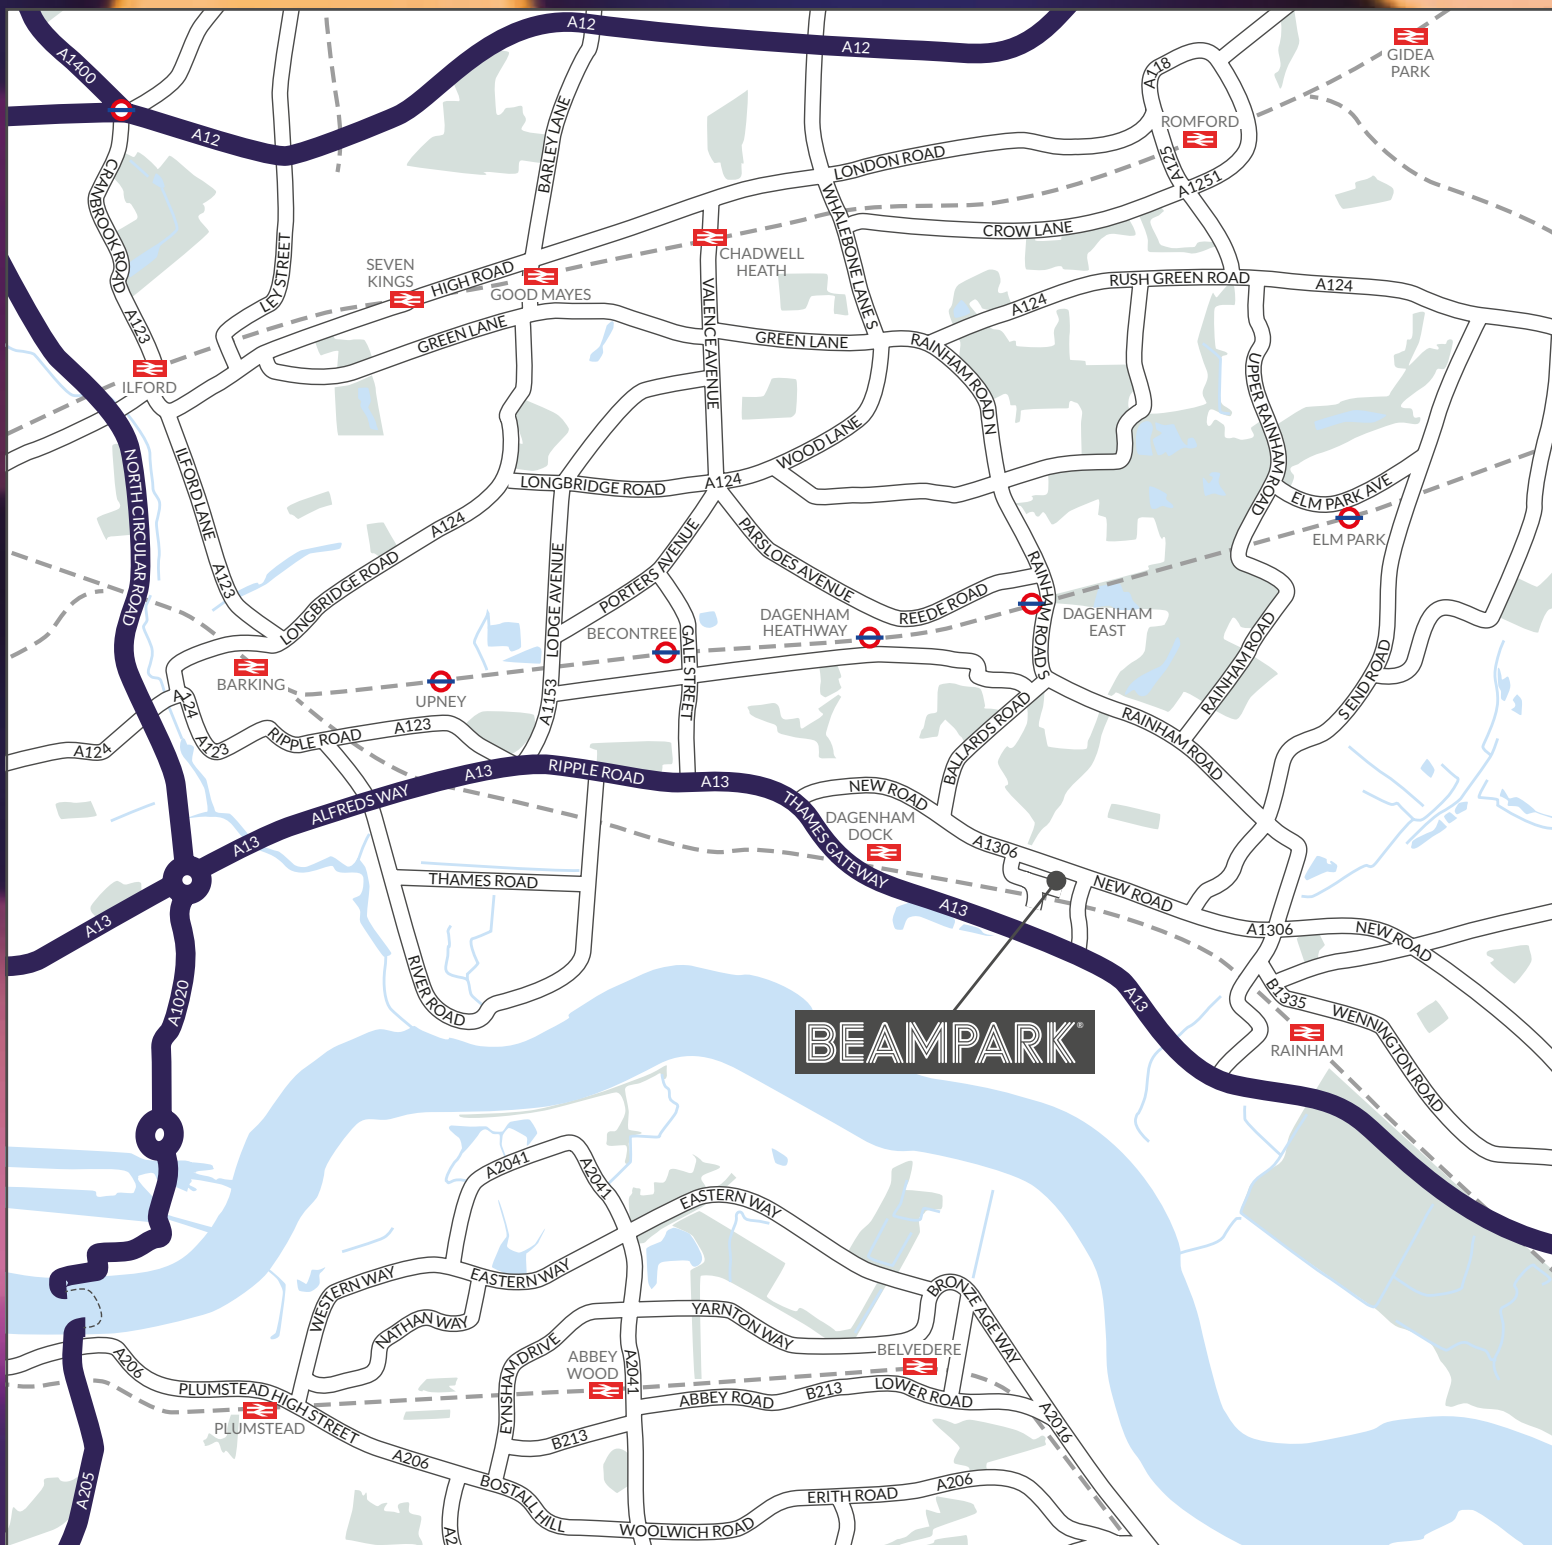 A12
A12
A1400
A12
GIDEA
PARK
A118
ROMFORD
A125
A1251
BARLEY LANE
LONDON ROAD
CRANBROOK ROAD
WHALEBONE LANE S
CROW LANE
LEY STREET
SEVEN
KINGS
HIGH ROAD
GOOD MAYES
CHADWELL
HEATH
RUSH GREEN ROAD
A124
A124
A123
GREEN LANE
GREEN LANE
VALENCE AVENUE
RAINHAM ROAD N
ILFORD
UPPER RAINHAM ROAD
WOOD LANE
NORTH CIRCULAR ROAD
ILFORD LANE
LONGBRIDGE ROAD
A124
ELM PARK AVE
ELM PARK
A124
LONGBRIDGE ROAD
A123
LODGE AVENUE
PORTERS AVENUE
PARSLOES AVENUE
REEDE ROAD
RAINHAM ROAD S
DAGENHAM
HEATHWAY
DAGENHAM
EAST
BECONTREE
GALE STREET
BARKING
UPNEY
A1153
RAINHAM ROAD
SEND ROAD
A124
A124
A123
RIPPLE ROAD
A123
BALLARDS ROAD
RAINHAM ROAD
A13
RIPPLE ROAD
A13
ALFREDS WAY
A13
NEW ROAD
THAMES GATEWAY
DAGENHAM
DOCK
A1306
NEW ROAD
THAMES ROAD
A13
A13
A1306
NEW ROAD
RIVER ROAD
A1020
A13
B1335
WENNINGTON ROAD
RAINHAM
BEAMPARK®
A2041
A2041
EASTERN WAY
WESTERN WAY
EASTERN WAY
NATHAN WAY
YARNTON WAY
BRONZE AGE WAY
EYNSHAM DRIVE
ABBEY
WOOD
A2041
BELVEDERE
A206
PLUMSTEAD HIGH STREET
PLUMSTEAD
ABBEY ROAD
B213
LOWER ROAD
A2016
B213
A206
BOSTALL HILL
A205
ERITH ROAD
A206
WOOLWICH ROAD
A2